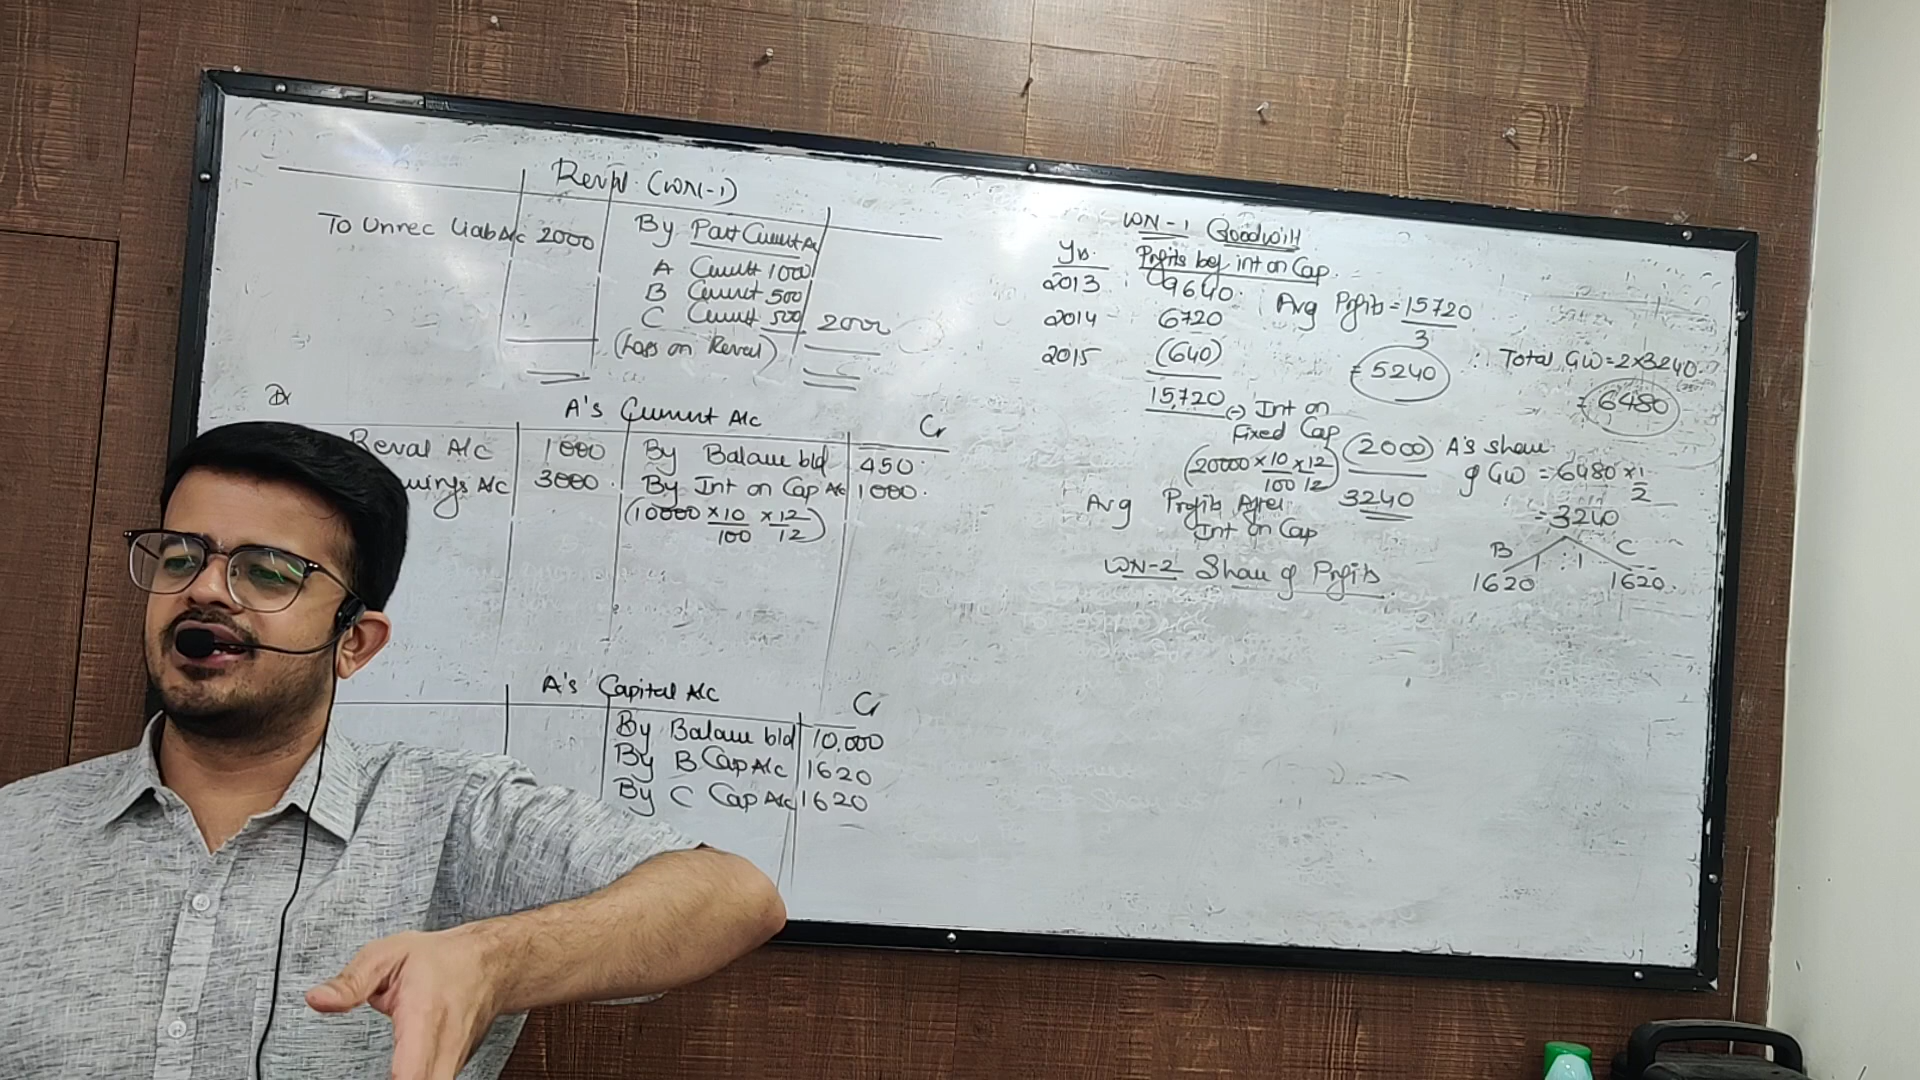 Reval. (WN-1)
To Unrec Liab A/c 2000 By Part Current A/c
A Current 1000
B Current 500
C Current 500 2000
(Loss on Reval)
Dr A's Current A/c Cr
Reval A/c 1000 By Balance b/d 450
wings A/c 3000 By Int on Cap A/c 1000
(10000 × 10/100 × 12/12)
A's Capital A/c Cr
By Balance b/d 10,000
By B Cap A/c 1620
By C Cap A/c 1620
WN-1 Goodwill
Yr. Profits bef int on Cap.
2013 9640
2014 6720
2015 (640)
15,720
Avg Profits = 15720/3
= 5240
(-) Int on Fixed Cap (2000)
(20000 × 10/100 × 12/12)
Avg Profits After Int on Cap 3240
∴ Total GW = 2×3240
= 6480
A's share of GW = 6480 × 1/2
= 3240
B C
1 : 1
1620 1620
WN-2 Share of Profits